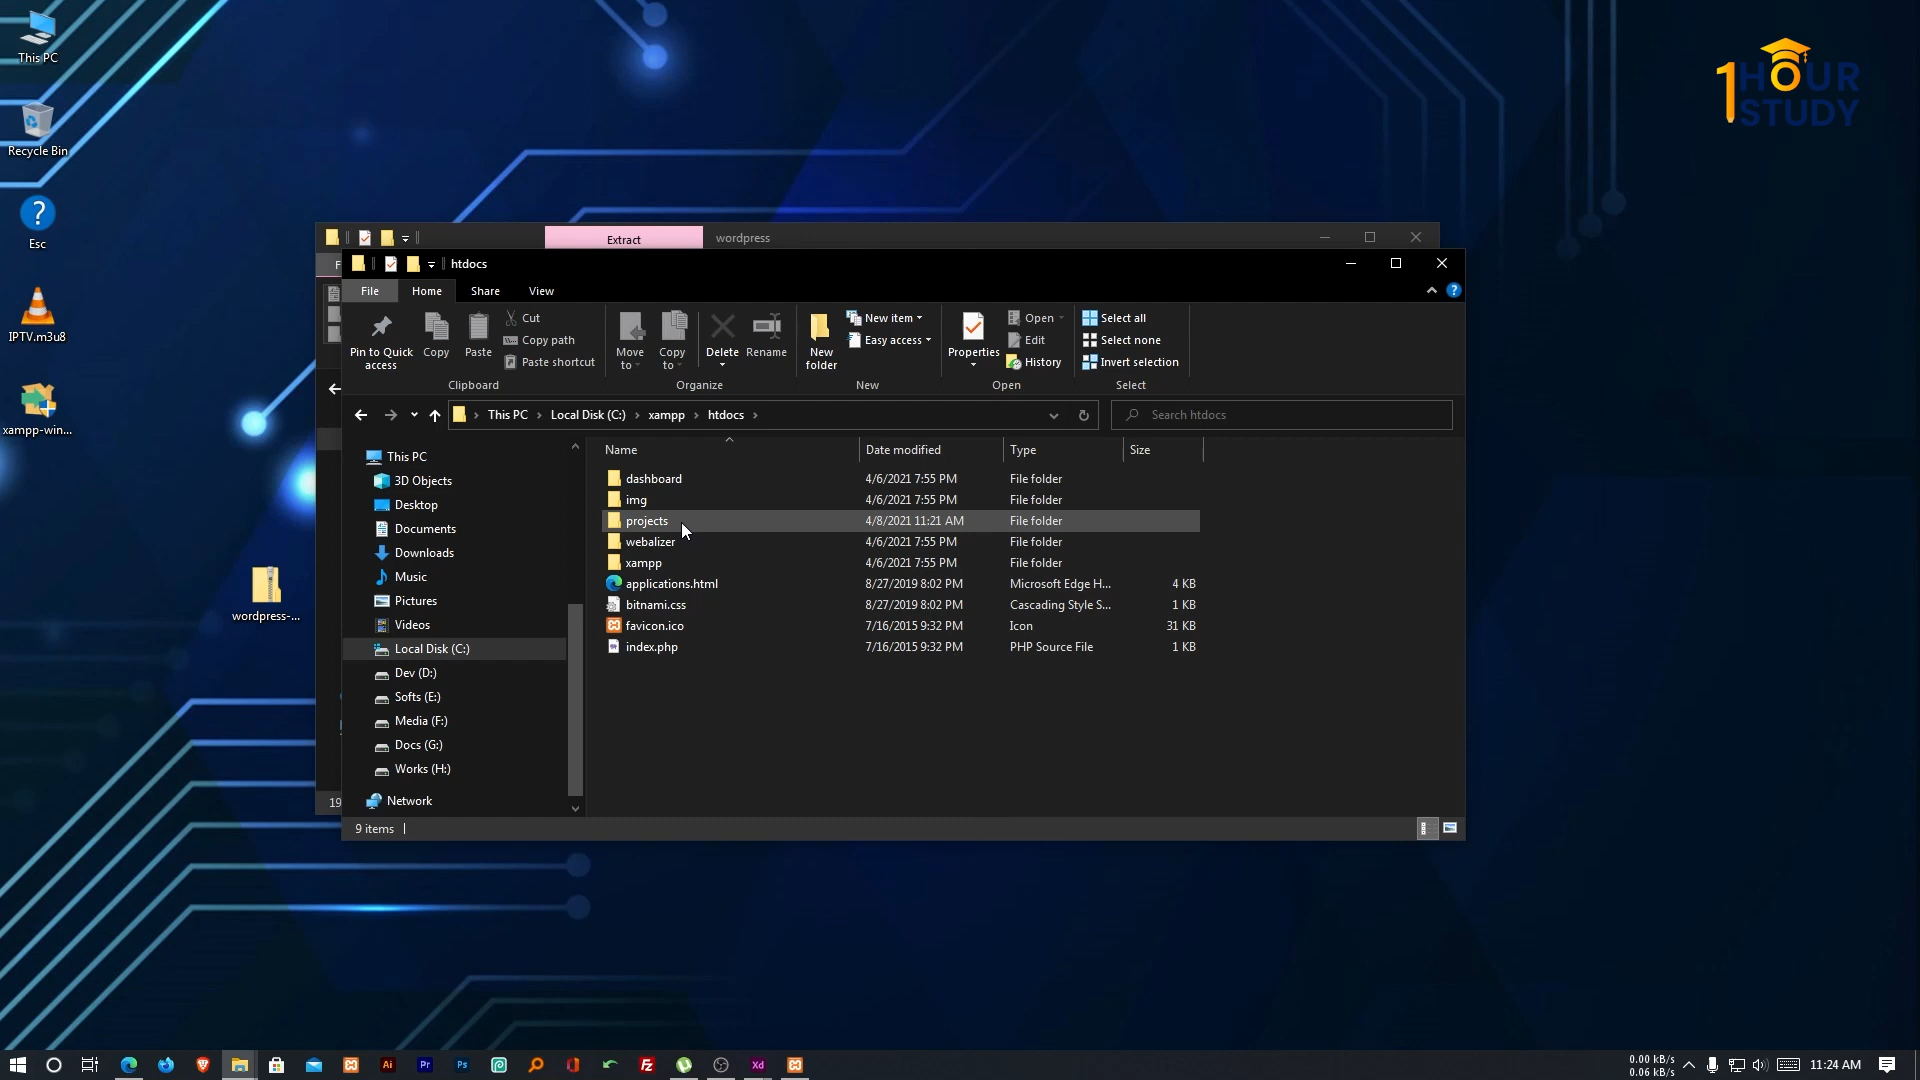 This PC
Recycle Bin
Esc
IPTV.m3u8
xampp-win...
wordpress-...
1 HOUR
STUDY
Extract
wordpress
F
19
htdocs
File
Home
Share
View
Pin to Quick
access
Copy
Paste
Cut
Copy path
Paste shortcut
Clipboard
Move
to
Copy
to
Delete
Rename
Organize
New
folder
New item
Easy access
New
Properties
Open
Edit
History
Open
Select all
Select none
Invert selection
Select
This PC
Local Disk (C:)
xampp
htdocs
Search htdocs
This PC
3D Objects
Desktop
Documents
Downloads
Music
Pictures
Videos
Local Disk (C:)
Dev (D:)
Softs (E:)
Media (F:)
Docs (G:)
Works (H:)
Network
Name Date modified Type Size
dashboard 4/6/2021 7:55 PM File folder
img 4/6/2021 7:55 PM File folder
projects 4/8/2021 11:21 AM File folder
webalizer 4/6/2021 7:55 PM File folder
xampp 4/6/2021 7:55 PM File folder
applications.html 8/27/2019 8:02 PM Microsoft Edge H... 4 KB
bitnami.css 8/27/2019 8:02 PM Cascading Style S... 1 KB
favicon.ico 7/16/2015 9:32 PM Icon 31 KB
index.php 7/16/2015 9:32 PM PHP Source File 1 KB
9 items
Ai
Pr
Ps
Fz
Xd
0.00 kB/s
0.06 kB/s
11:24 AM